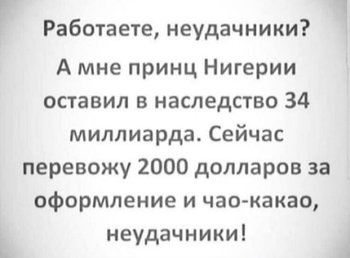 Работаете, неудачники?
А мне принц Нигерии
оставил в наследство 34
миллиарда. Сейчас
перевожу 2000 долларов за
оформление и чао-какао,
неудачники!